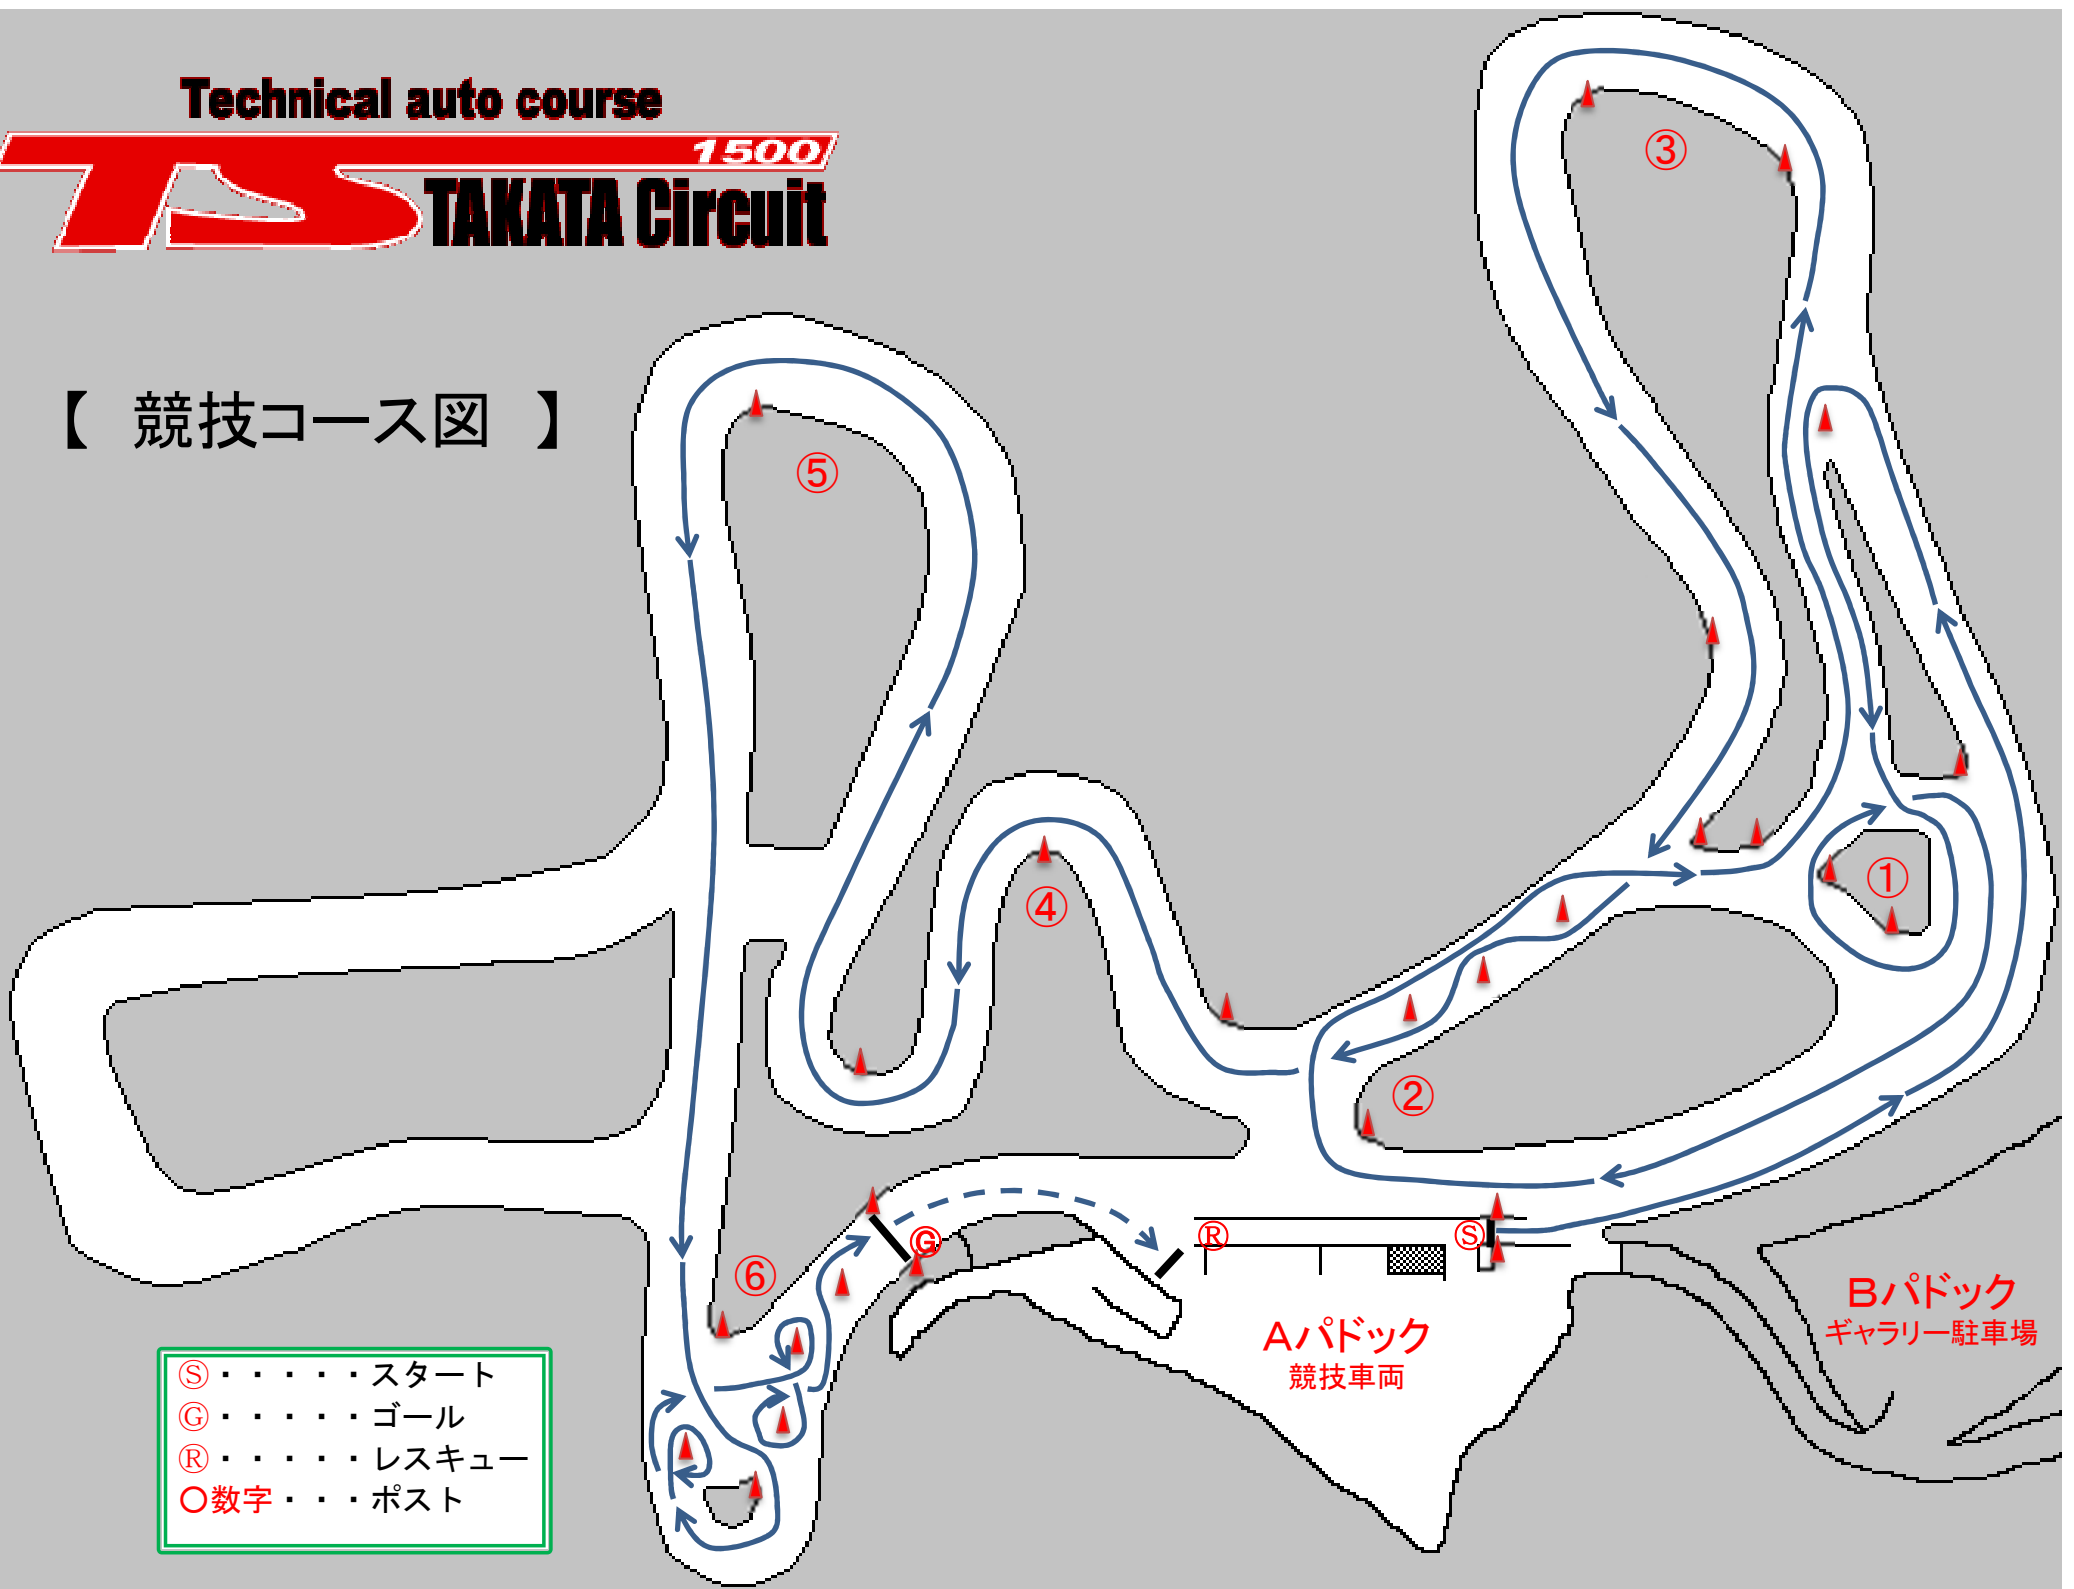 Technical auto course
1500
TS TAKATA Circuit
【 競技コース図 】
③
⑤
①
④
②
Ⓡ
Ⓢ
Ⓖ
⑥
Aパドック
競技車両
Bパドック
ギャラリー駐車場
Ⓢ・・・・・スタート
Ⓖ・・・・・ゴール
Ⓡ・・・・・レスキュー
〇数字・・・ポスト